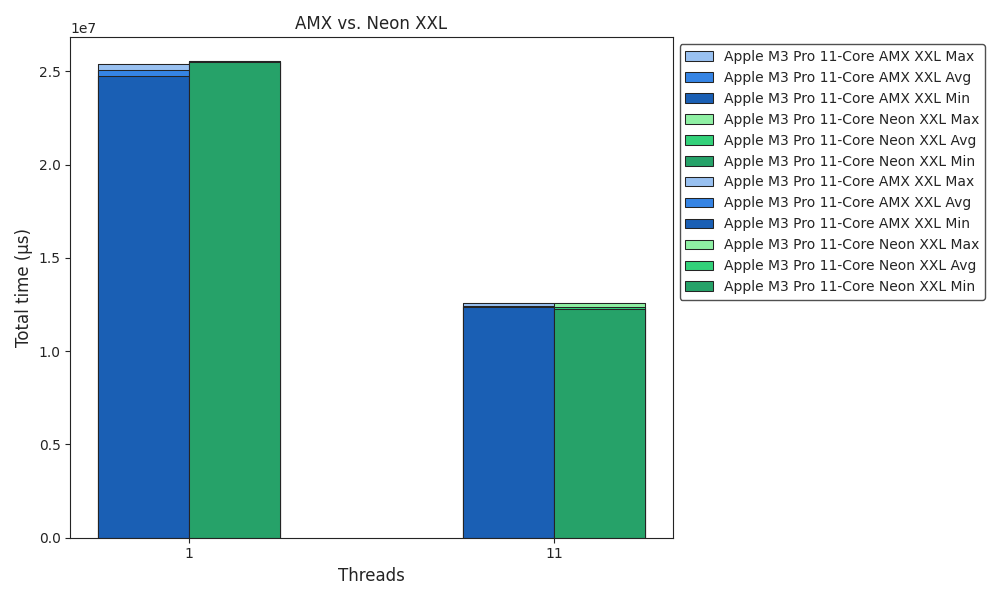 AMX vs. Neon XXL
1e7
2.5
2.0
1.5
1.0
0.5
0.0
Total time (µs)
1
11
Threads
Apple M3 Pro 11-Core AMX XXL Max
Apple M3 Pro 11-Core AMX XXL Avg
Apple M3 Pro 11-Core AMX XXL Min
Apple M3 Pro 11-Core Neon XXL Max
Apple M3 Pro 11-Core Neon XXL Avg
Apple M3 Pro 11-Core Neon XXL Min
Apple M3 Pro 11-Core AMX XXL Max
Apple M3 Pro 11-Core AMX XXL Avg
Apple M3 Pro 11-Core AMX XXL Min
Apple M3 Pro 11-Core Neon XXL Max
Apple M3 Pro 11-Core Neon XXL Avg
Apple M3 Pro 11-Core Neon XXL Min